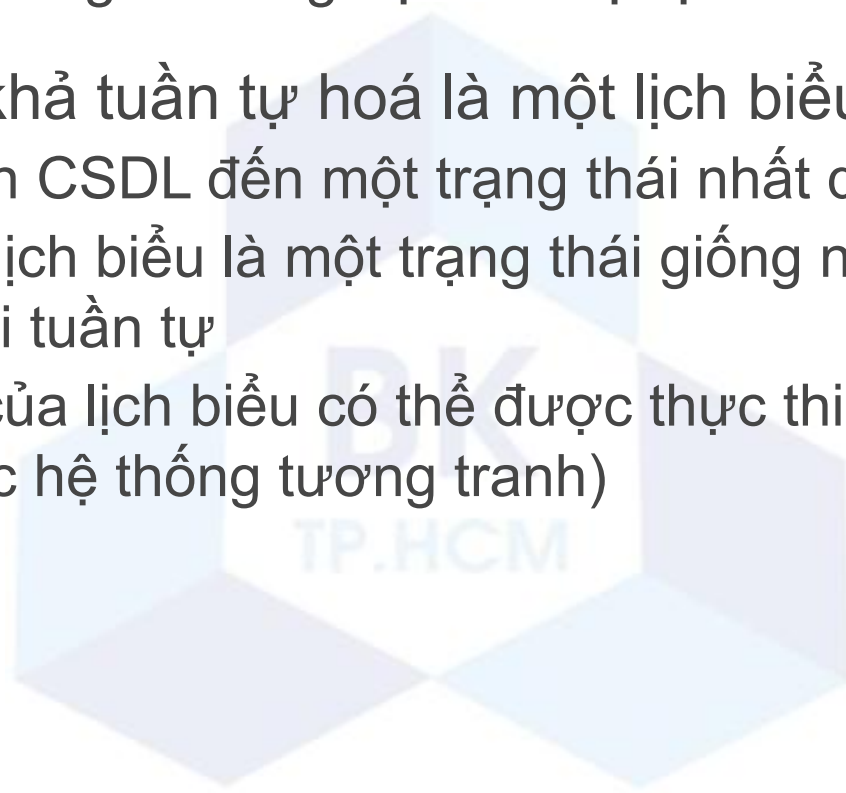 khả tuần tự hoá là một lịch biểu
CSDL đến một trạng thái nhất
lịch biểu là một trạng thái giống
tuần tự
của lịch biểu có thể được thực thi
hệ thống tương tranh)
BK
TP.HCM